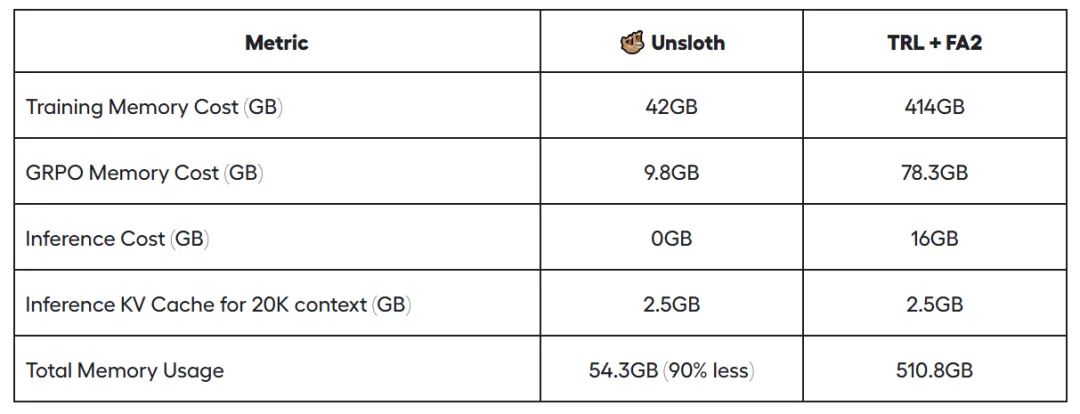 Metric Unsloth TRL + FA2
Training Memory Cost (GB) 42GB 414GB
GRPO Memory Cost (GB) 9.8GB 78.3GB
Inference Cost (GB) 0GB 16GB
Inference KV Cache for 20K context (GB) 2.5GB 2.5GB
Total Memory Usage 54.3GB (90% less) 510.8GB